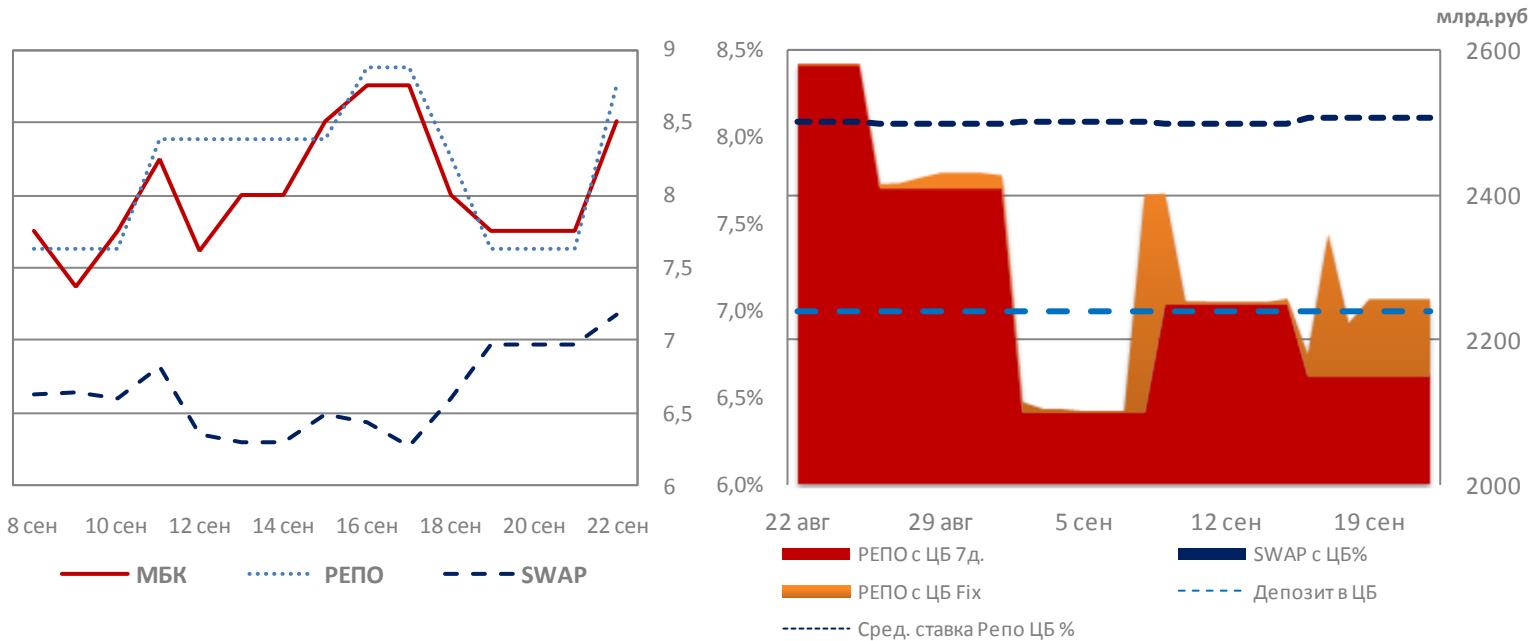 млрд.руб
9
8,5
8
7,5
7
6,5
6
8 сен 10 сен 12 сен 14 сен 16 сен 18 сен 20 сен 22 сен
МБК РЕПО SWAP
8,5%
8,0%
7,5%
7,0%
6,5%
6,0%
2600
2400
2200
2000
22 авг 29 авг 5 сен 12 сен 19 сен
РЕПО с ЦБ 7д. SWAP с ЦБ%
РЕПО с ЦБ Fix Депозит в ЦБ
Сред. ставка Репо ЦБ %